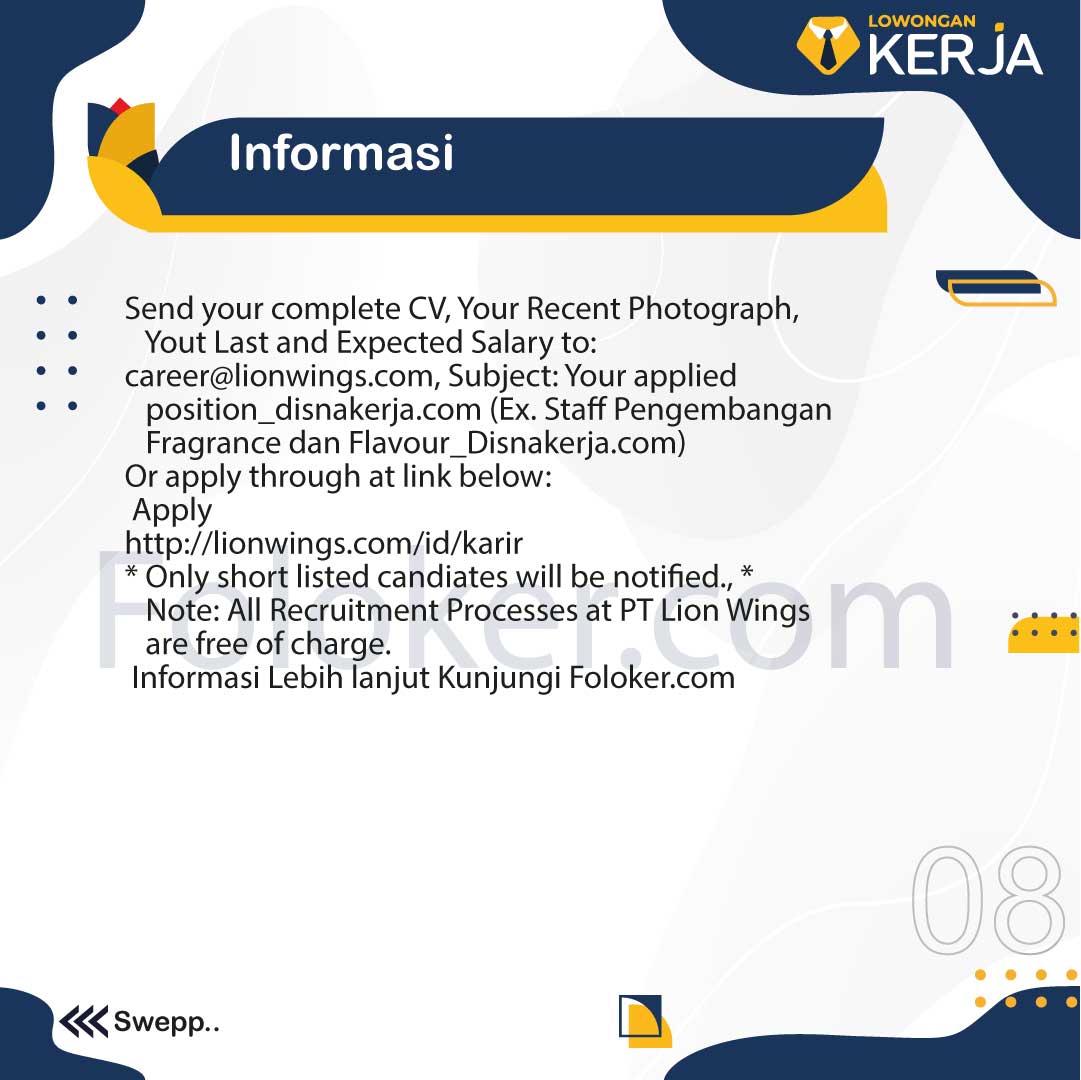 LOWONGAN
KERJA
Informasi
Send your complete CV, Your Recent Photograph,
Yout Last and Expected Salary to:
career@lionwings.com, Subject: Your applied
position_disnakerja.com (Ex. Staff Pengembangan
Fragrance dan Flavour_Disnakerja.com)
Or apply through at link below:
Apply
http://lionwings.com/id/karir
* Only short listed candiates will be notified., *
Note: All Recruitment Processes at PT Lion Wings
are free of charge.
Informasi Lebih lanjut Kunjungi Foloker.com
Foloker.com
08
Swepp..